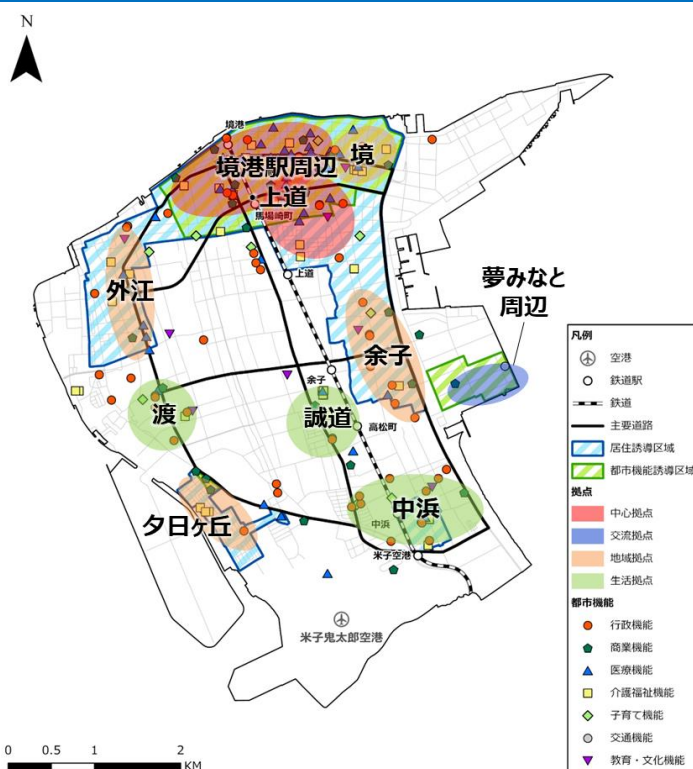 N
境港
境
境港駅周辺
上道
馬場崎町
上道
外江
夢みなと
周辺
余子
余子
渡
誠道
高松町
中浜
中浜
夕日ヶ丘
米子空港
米子鬼太郎空港
0 0.5 1 2
KM
凡例
空港
鉄道駅
鉄道
主要道路
居住誘導区域
都市機能誘導区域
拠点
中心拠点
交流拠点
地域拠点
生活拠点
都市機能
行政機能
商業機能
医療機能
介護福祉機能
子育て機能
交通機能
教育・文化機能